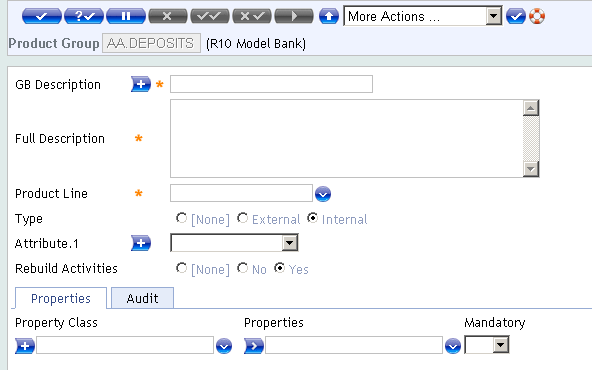 More Actions ...
Product Group AA.DEPOSITS (R10 Model Bank)
GB Description *
Full Description *
Product Line *
Type [None] External Internal
Attribute.1
Rebuild Activities [None] No Yes
Properties Audit
Property Class Properties Mandatory